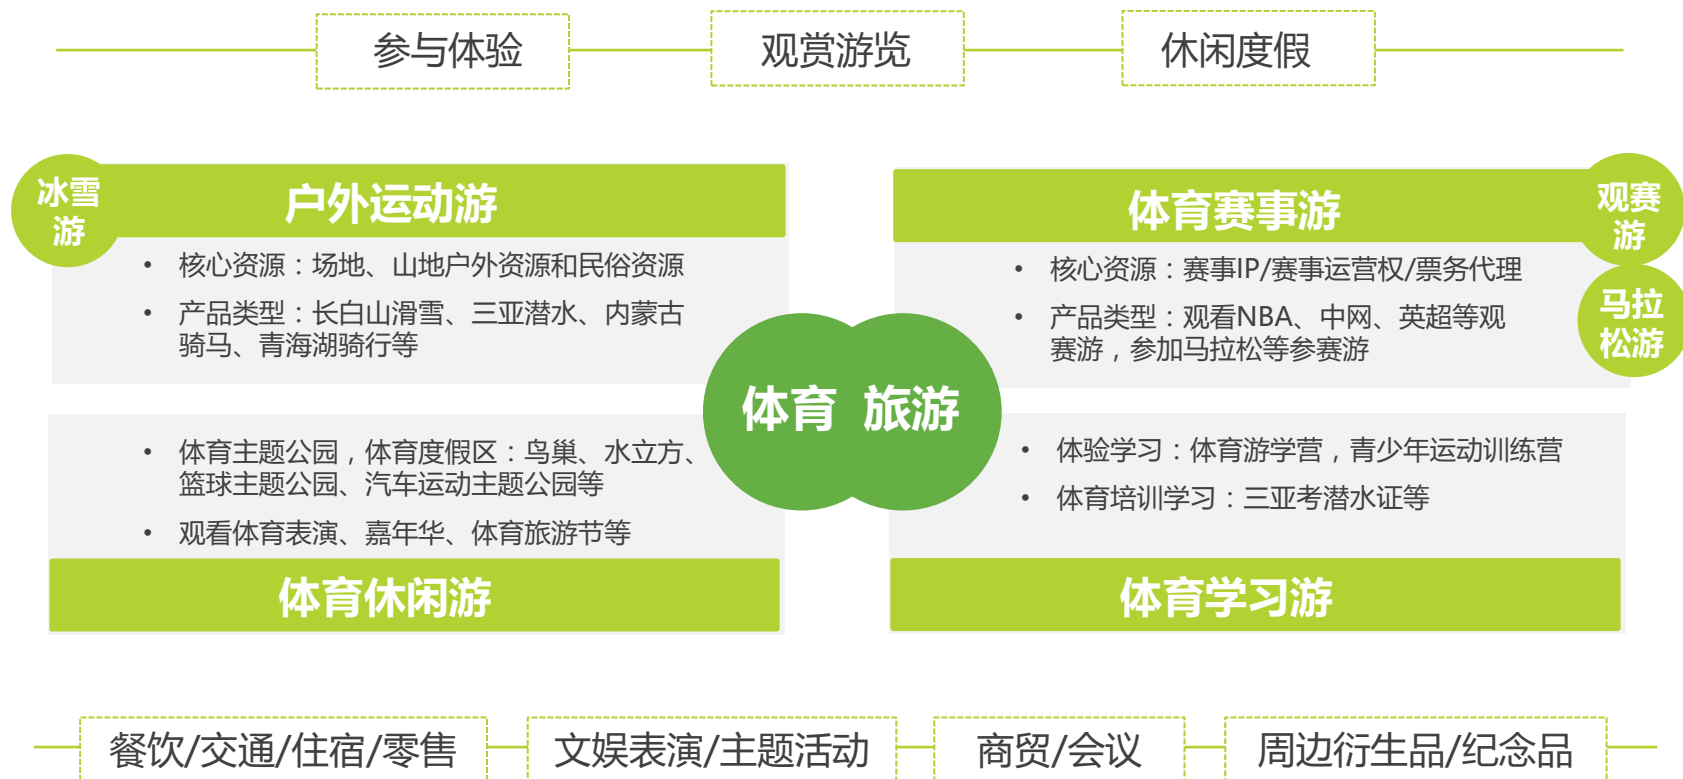 参与体验
观赏游览
休闲度假
冰雪
游
户外运动游
• 核心资源：场地、山地户外资源和民俗资源
• 产品类型：长白山滑雪、三亚潜水、内蒙古
骑马、青海湖骑行等
体育赛事游
观赛
游
马拉
松游
• 核心资源：赛事IP/赛事运营权/票务代理
• 产品类型：观看NBA、中网、英超等观
赛游，参加马拉松等参赛游
体育 旅游
• 体育主题公园，体育度假区：鸟巢、水立方、
篮球主题公园、汽车运动主题公园等
• 观看体育表演、嘉年华、体育旅游节等
体育休闲游
• 体验学习：体育游学营，青少年运动训练营
• 体育培训学习：三亚考潜水证等
体育学习游
餐饮/交通/住宿/零售
文娱表演/主题活动
商贸/会议
周边衍生品/纪念品